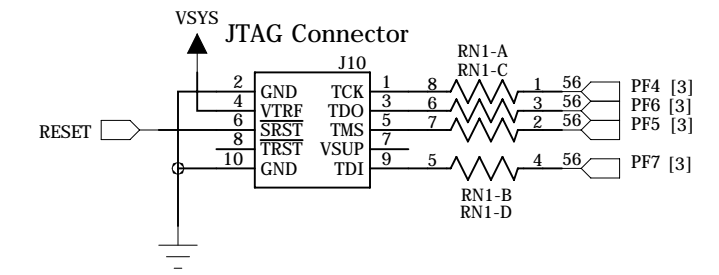 VSYS
JTAG Connector
J10
RN1-A
RN1-C
2 GND TCK 1 8 1 56 PF4 [3]
4 VTRF TDO 3 6 3 56 PF6 [3]
RESET 6 SRST TMS 5 7 2 56 PF5 [3]
8 TRST VSUP 7
10 GND TDI 9 5 4 56 PF7 [3]
RN1-B
RN1-D